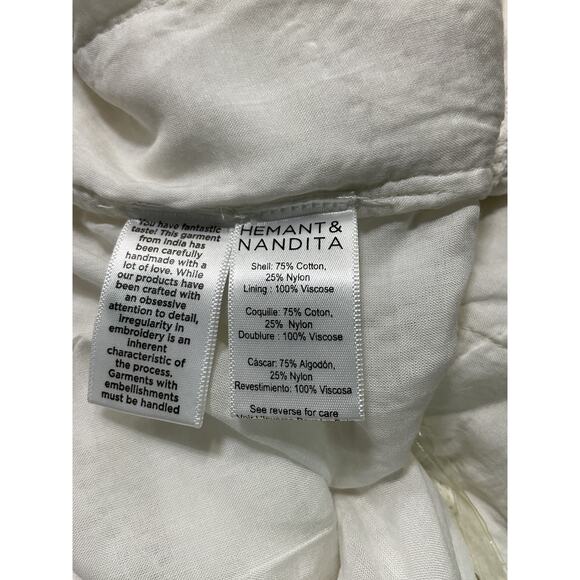 You have fantastic
taste! This garment
from India has
been carefully
handmade with a
lot of love. While
our products have
been crafted with
an obsessive
attention to detail,
irregularity in
embroidery is an
inherent
characteristic of
the process.
Garments with
embellishments
must be handled
HEMANT &
NANDITA
Shell: 75% Cotton,
25% Nylon
Lining : 100% Viscose
Coquille: 75% Coton,
25% Nylon
Doublure : 100% Viscose
Cáscar: 75% Algodón,
25% Nylon
Revestimiento: 100% Viscosa
See reverse for care